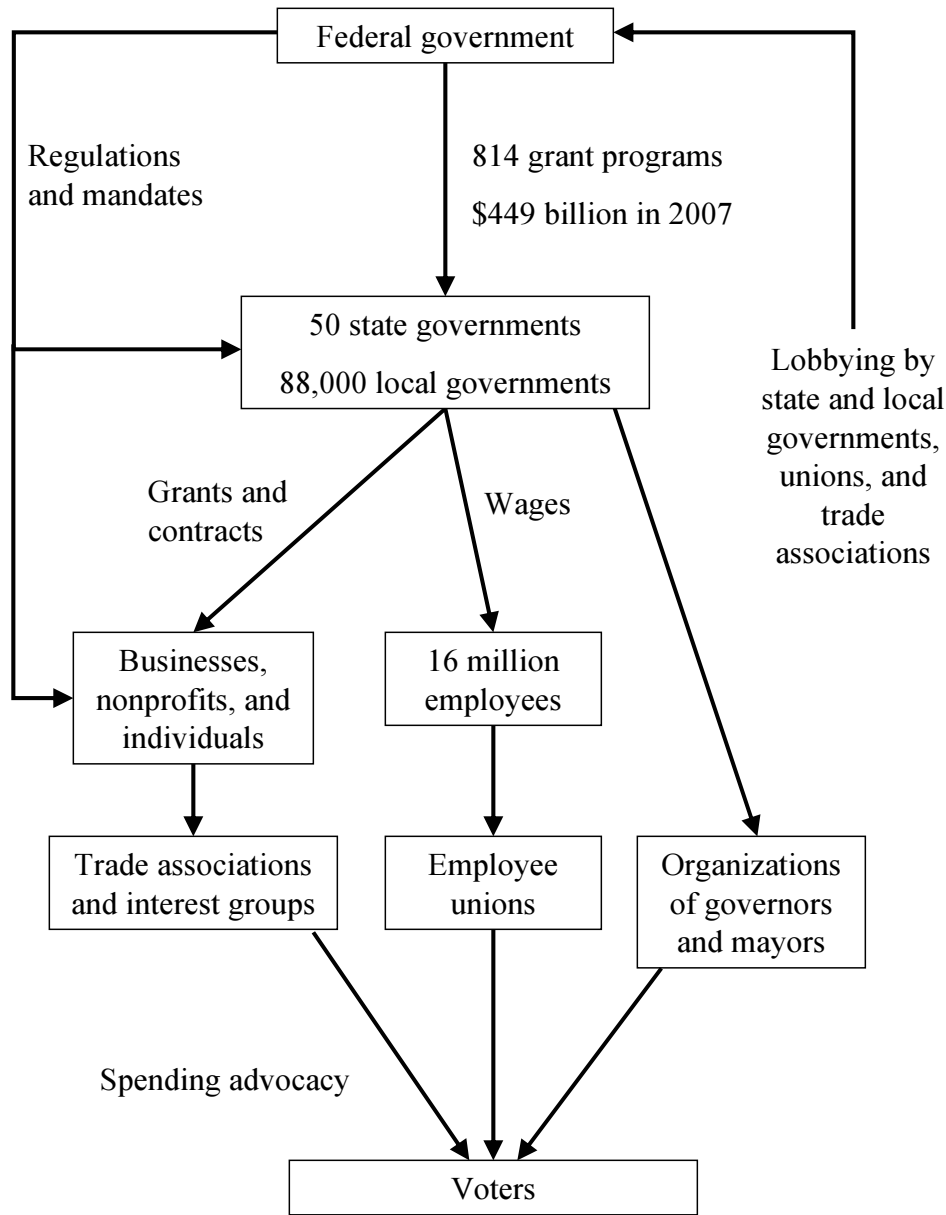 Federal government
Regulations
and mandates
814 grant programs
$449 billion in 2007
50 state governments
88,000 local governments
Lobbying by
state and local
governments,
unions, and
trade
associations
Grants and
contracts
Wages
Businesses,
nonprofits, and
individuals
16 million
employees
Trade associations
and interest groups
Employee
unions
Organizations
of governors
and mayors
Spending advocacy
Voters